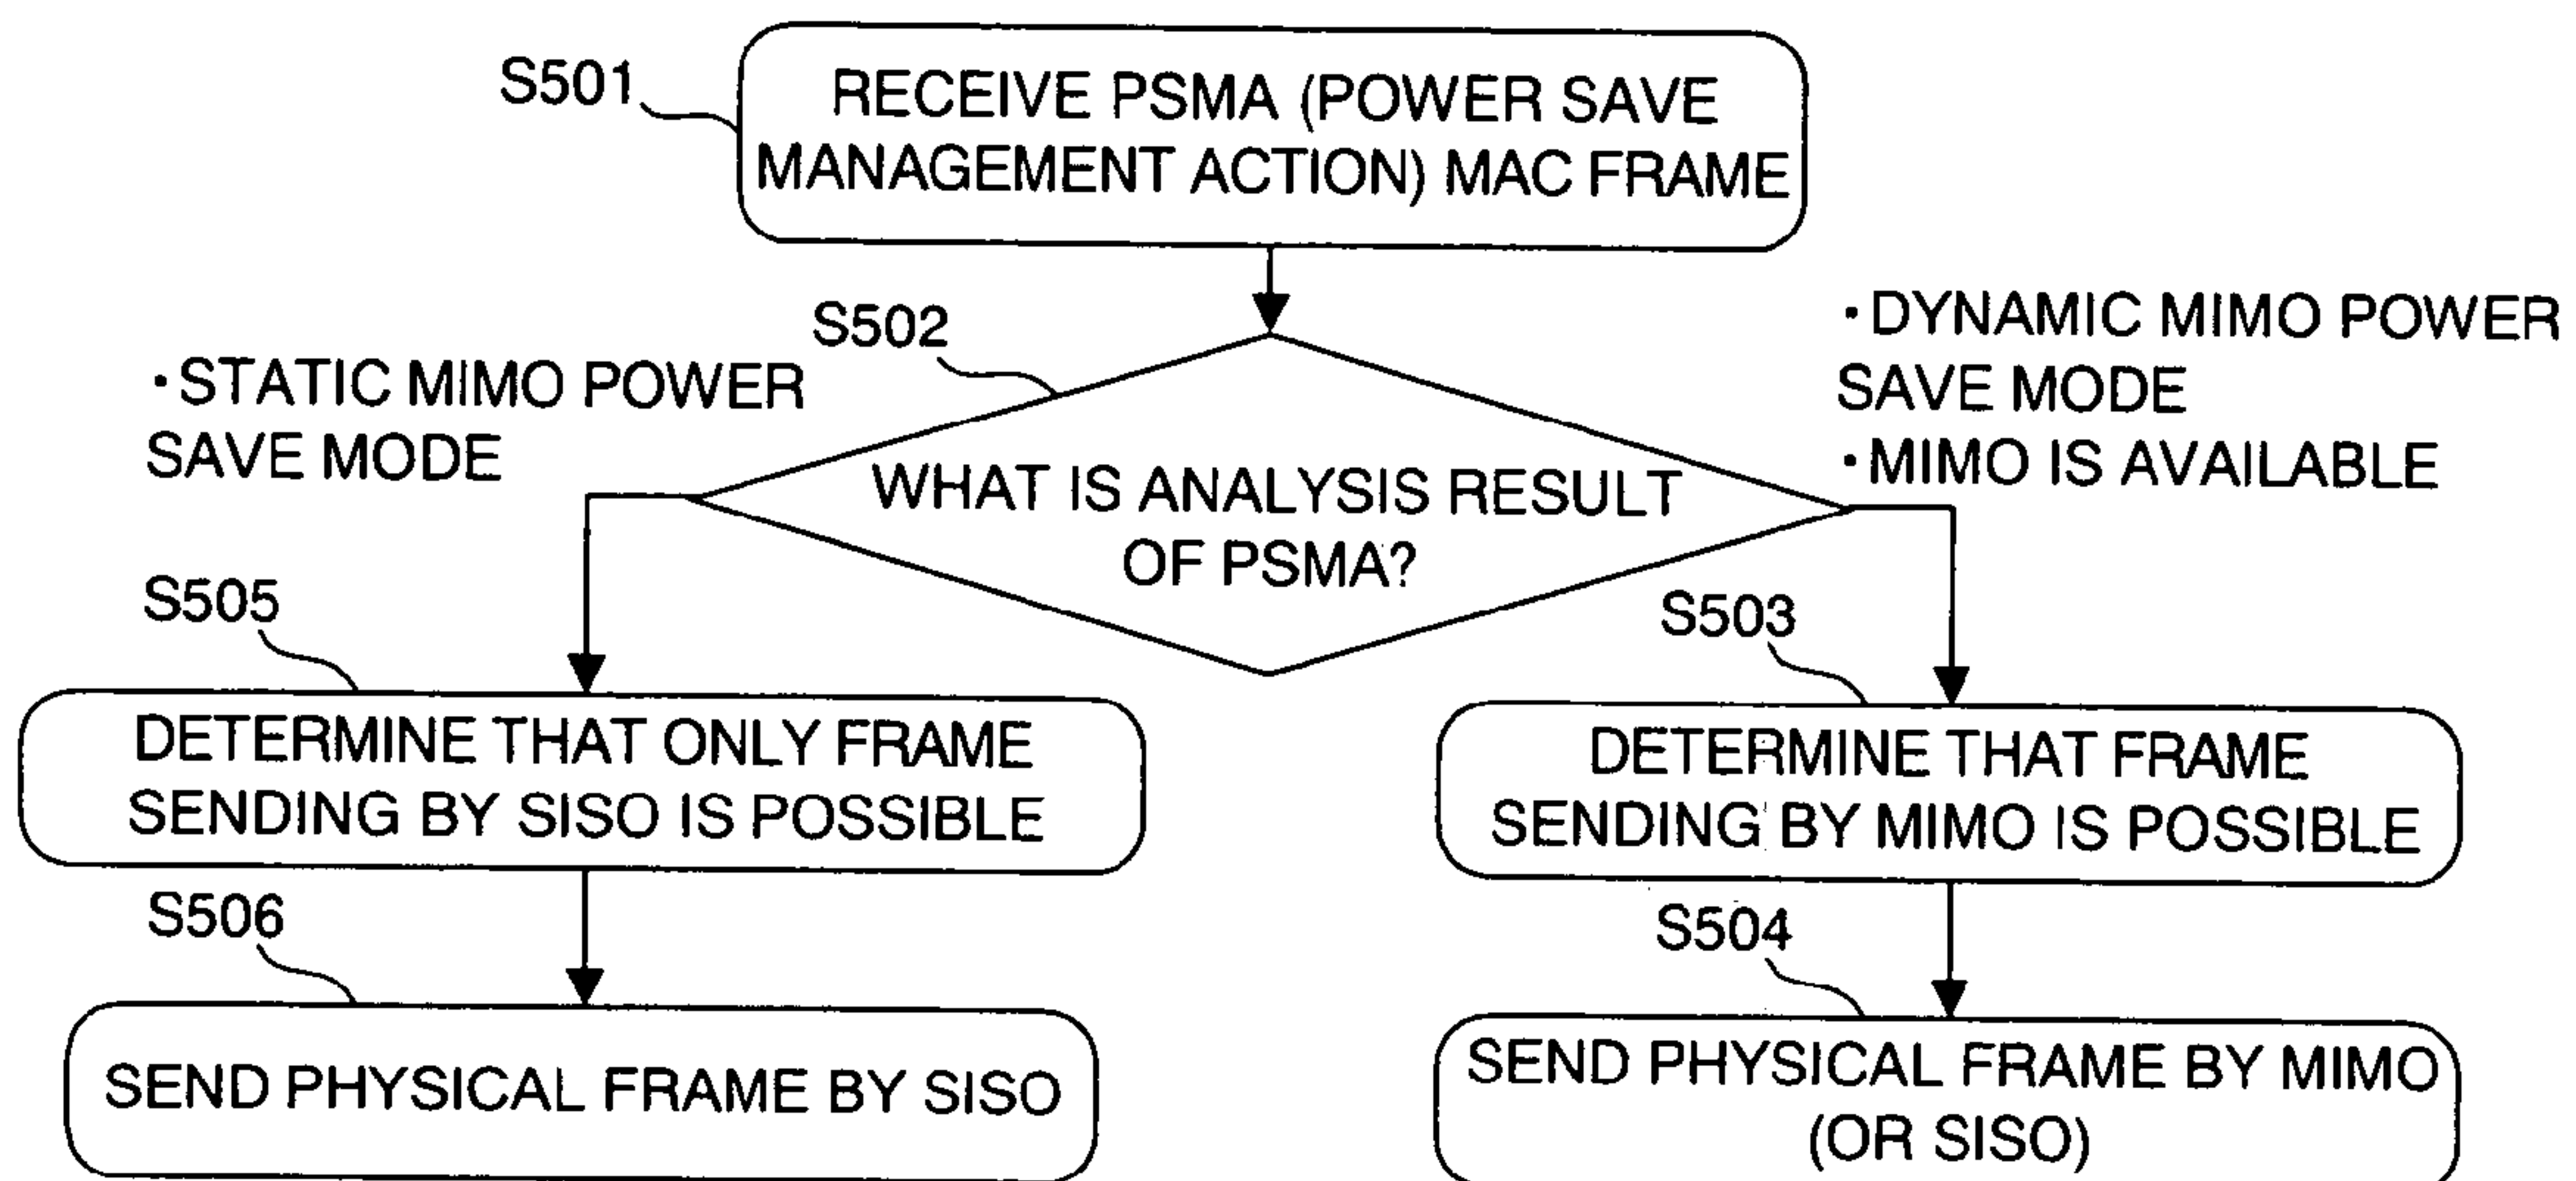 S501
RECEIVE PSMA (POWER SAVE
MANAGEMENT ACTION) MAC FRAME
S502
WHAT IS ANALYSIS RESULT
OF PSMA?
・STATIC MIMO POWER
SAVE MODE
・DYNAMIC MIMO POWER
SAVE MODE
・MIMO IS AVAILABLE
S505
DETERMINE THAT ONLY FRAME
SENDING BY SISO IS POSSIBLE
S503
DETERMINE THAT FRAME
SENDING BY MIMO IS POSSIBLE
S506
SEND PHYSICAL FRAME BY SISO
S504
SEND PHYSICAL FRAME BY MIMO
(OR SISO)